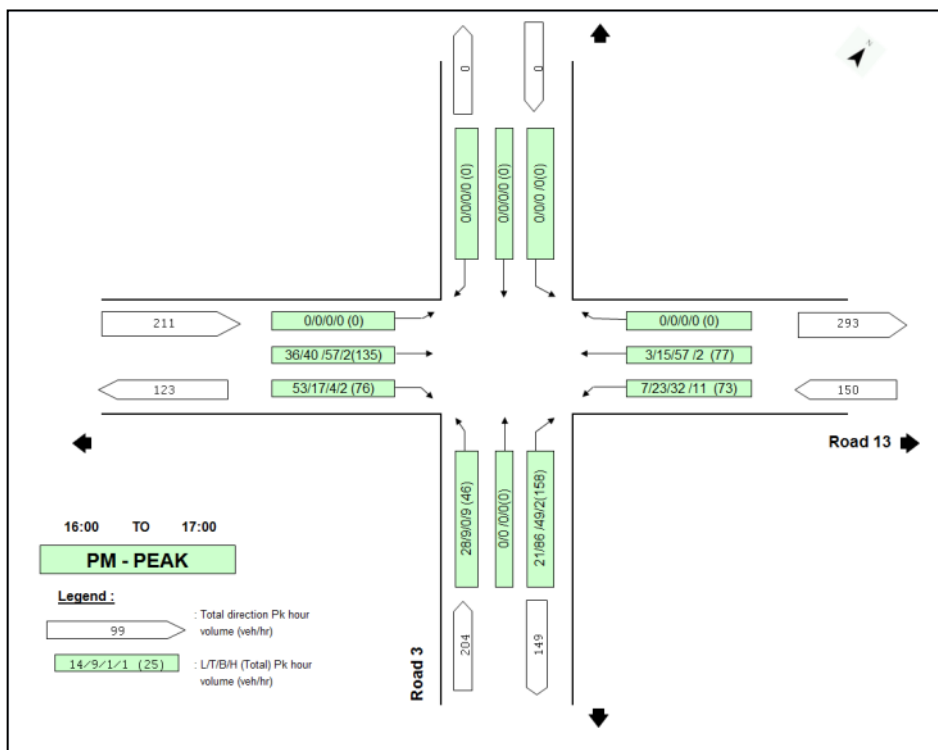 N
0
0
0/0/0/0 (0)
0/0/0/0 (0)
0/0/0 /0(0)
211
0/0/0/0 (0)
0/0/0/0 (0)
293
36/40 /57/2(135)
3/15/57 /2 (77)
123
53/17/4/2 (76)
7/23/32 /11 (73)
150
Road 13
28/9/0/9 (46)
0/0 /0/0(0)
21/86 /49/2(158)
16:00 TO 17:00
PM - PEAK
Legend :
99
: Total direction Pk hour
volume (veh/hr)
14/9/1/1 (25)
: L/T/B/H (Total) Pk hour
volume (veh/hr)
Road 3
204
149